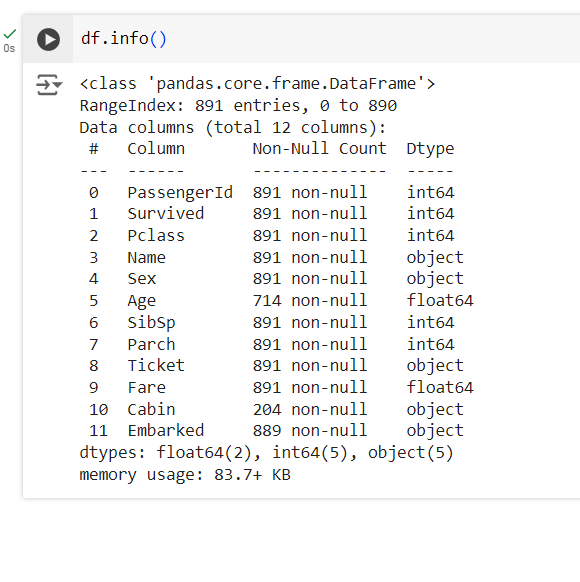 df.info()
0s
<class 'pandas.core.frame.DataFrame'>
RangeIndex: 891 entries, 0 to 890
Data columns (total 12 columns):
 #   Column       Non-Null Count  Dtype
---  ------       --------------  -----
 0   PassengerId  891 non-null    int64
 1   Survived     891 non-null    int64
 2   Pclass       891 non-null    int64
 3   Name         891 non-null    object
 4   Sex          891 non-null    object
 5   Age          714 non-null    float64
 6   SibSp        891 non-null    int64
 7   Parch        891 non-null    int64
 8   Ticket       891 non-null    object
 9   Fare         891 non-null    float64
 10  Cabin        204 non-null    object
 11  Embarked     889 non-null    object
dtypes: float64(2), int64(5), object(5)
memory usage: 83.7+ KB